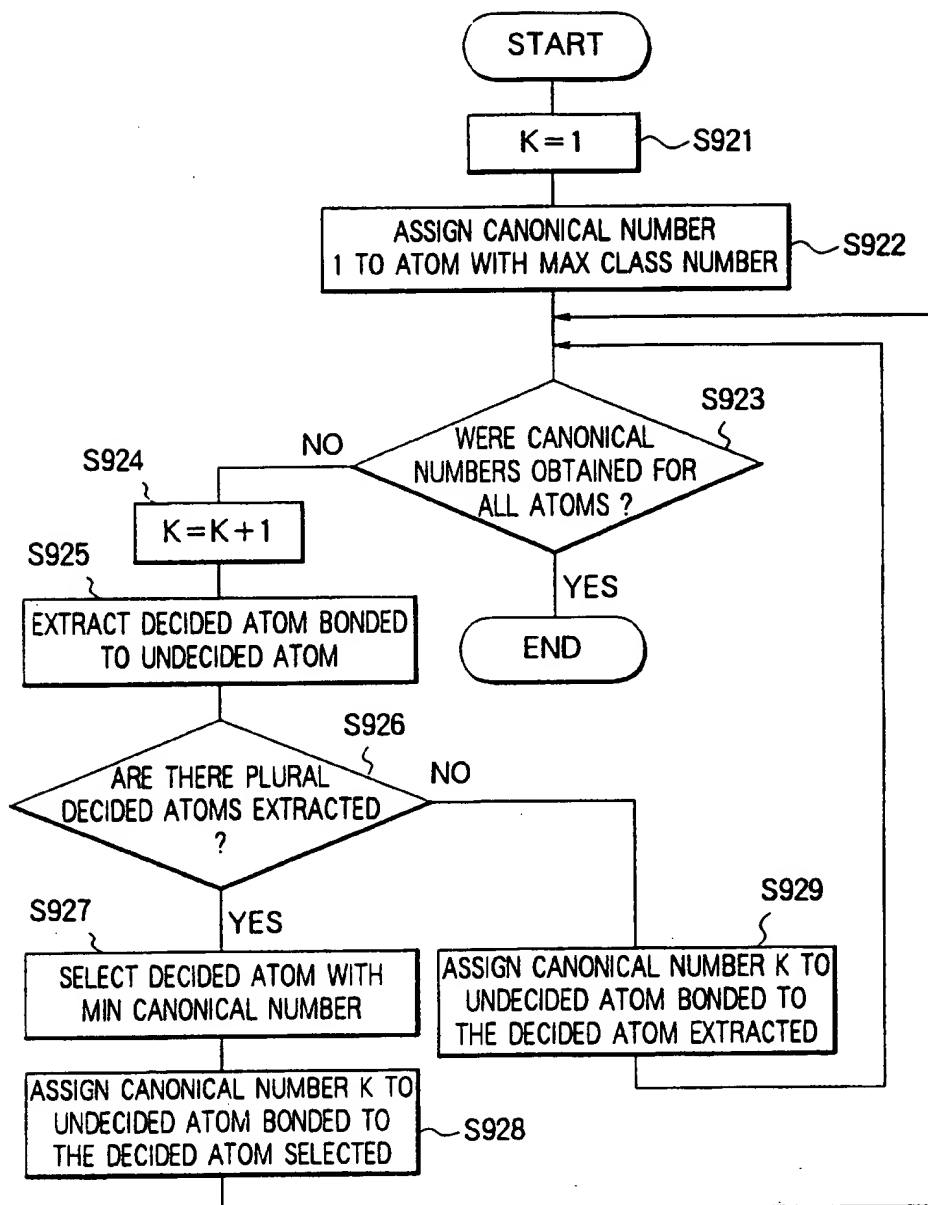 START
K=1
S921
ASSIGN CANONICAL NUMBER
1 TO ATOM WITH MAX CLASS NUMBER
S922
S923
WERE CANONICAL
NUMBERS OBTAINED FOR
ALL ATOMS ?
NO
YES
END
S924
K=K+1
S925
EXTRACT DECIDED ATOM BONDED
TO UNDECIDED ATOM
S926
ARE THERE PLURAL
DECIDED ATOMS EXTRACTED
?
NO
YES
S927
SELECT DECIDED ATOM WITH
MIN CANONICAL NUMBER
S929
ASSIGN CANONICAL NUMBER K TO
UNDECIDED ATOM BONDED TO
THE DECIDED ATOM EXTRACTED
ASSIGN CANONICAL NUMBER K TO
UNDECIDED ATOM BONDED TO
THE DECIDED ATOM SELECTED
S928